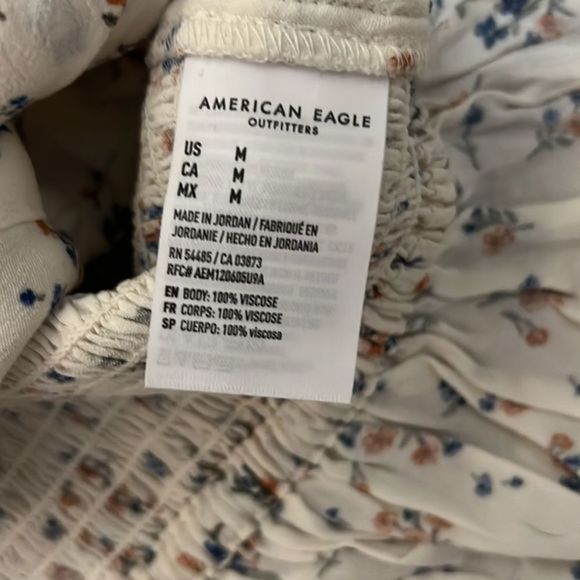 AMERICAN EAGLE
OUTFITTERS
US M
CA M
MX M
MADE IN JORDAN / FABRIQUÉ EN
JORDANIE / HECHO EN JORDANIA
RN 54485 / CA 03873
RFC# AEM120605U9A
EN BODY: 100% VISCOSE
FR CORPS: 100% VISCOSE
SP CUERPO: 100% viscosa